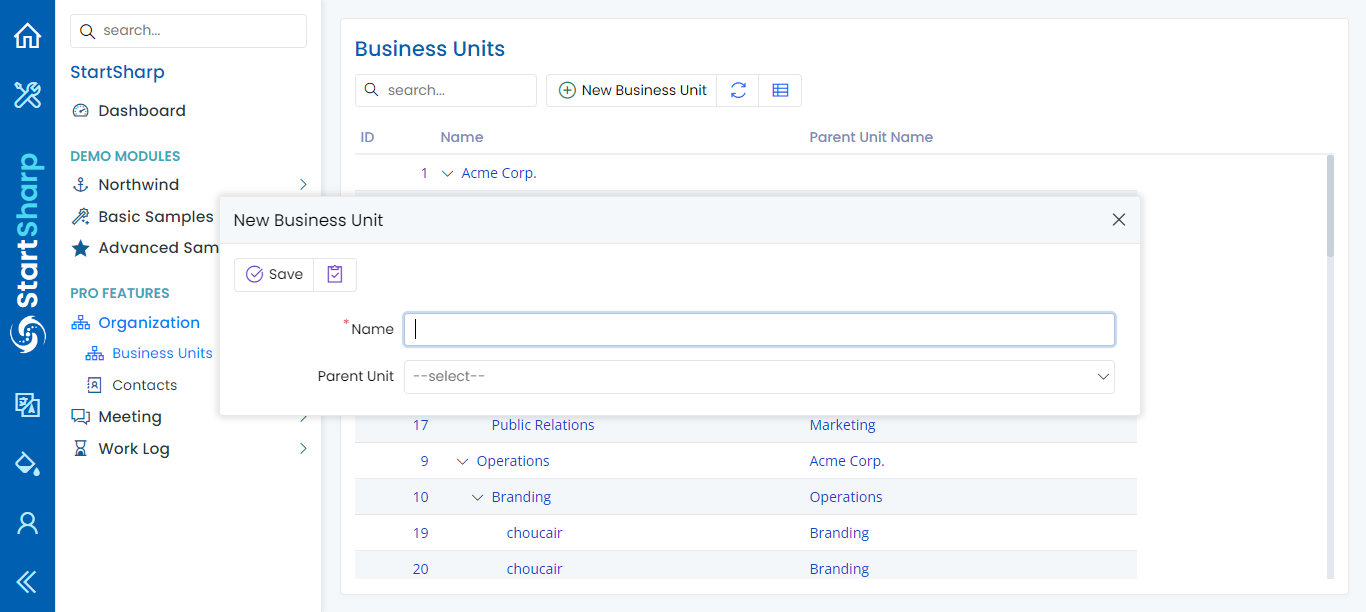 StartSharp
search...
StartSharp
Dashboard
DEMO MODULES
Northwind
Basic Samples
Advanced Sam
PRO FEATURES
Organization
Business Units
Contacts
Meeting
Work Log
Business Units
search...
New Business Unit
ID Name Parent Unit Name
1 Acme Corp.
New Business Unit
Save
*Name
Parent Unit --select--
17 Public Relations Marketing
9 Operations Acme Corp.
10 Branding Operations
19 choucair Branding
20 choucair Branding